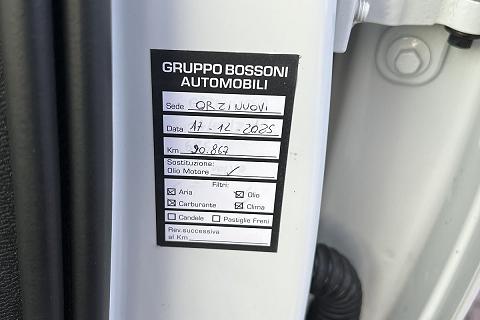 GRUPPO BOSSONI
AUTOMOBILI
Sede ORZINUOVI
Data 17-12-2025
Km 90.867
Sostituzione:
Olio Motore ✓
Filtri:
☒ Aria ☒ Olio
☒ Carburante ☒ Clima
☐ Candele ☐ Pastiglie Freni
Rev. successiva
al Km